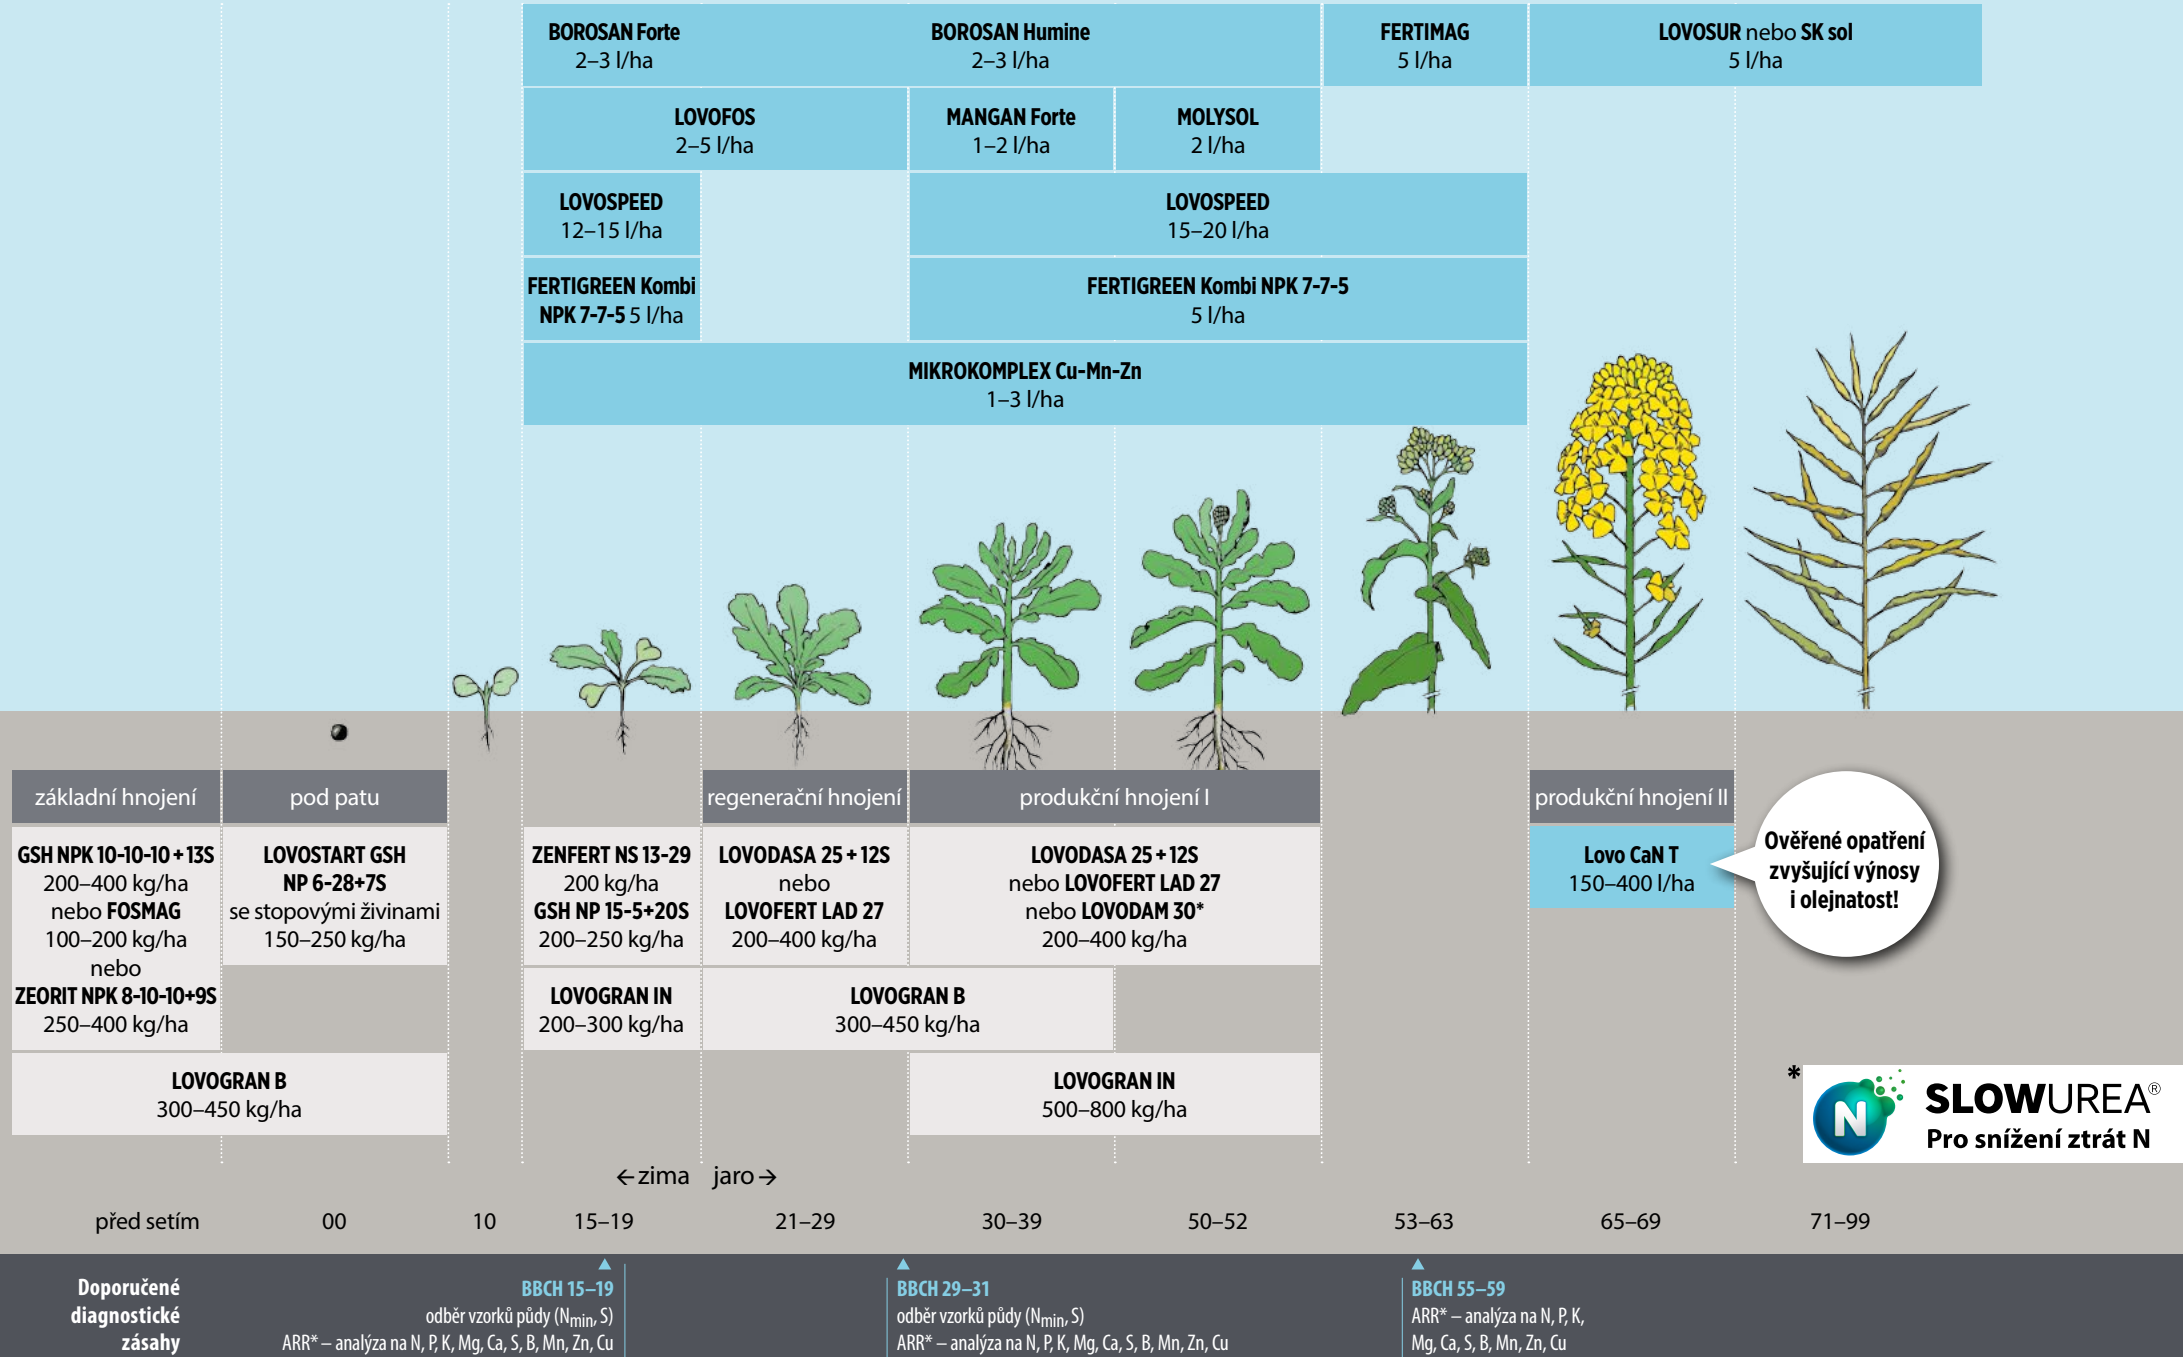 BOROSAN Forte
2–3 l/ha
BOROSAN Humine
2–3 l/ha
FERTIMAG
5 l/ha
LOVOSUR nebo SK sol
5 l/ha
LOVOFOS
2–5 l/ha
MANGAN Forte
1–2 l/ha
MOLYSOL
2 l/ha
LOVOSPEED
12–15 l/ha
LOVOSPEED
15–20 l/ha
FERTIGREEN Kombi
NPK 7-7-5 5 l/ha
FERTIGREEN Kombi NPK 7-7-5
5 l/ha
MIKROKOMPLEX Cu-Mn-Zn
1–3 l/ha
základní hnojení
pod patu
regenerační hnojení
produkční hnojení I
produkční hnojení II
GSH NPK 10-10-10 + 13S
200–400 kg/ha
nebo FOSMAG
100–200 kg/ha
nebo
ZEORIT NPK 8-10-10+9S
250–400 kg/ha
LOVOSTART GSH
NP 6-28+7S
se stopovými živinami
150–250 kg/ha
ZENFERT NS 13-29
200 kg/ha
GSH NP 15-5+20S
200–250 kg/ha
LOVODASA 25 + 12S
nebo
LOVOFERT LAD 27
200–400 kg/ha
LOVODASA 25 + 12S
nebo LOVOFERT LAD 27
nebo LOVODAM 30*
200–400 kg/ha
Lovo CaN T
150–400 l/ha
Ověřené opatření
zvyšující výnosy
i olejnatost!
LOVOGRAN IN
200–300 kg/ha
LOVOGRAN B
300–450 kg/ha
LOVOGRAN B
300–450 kg/ha
LOVOGRAN IN
500–800 kg/ha
*
N
SLOWUREA®
Pro snížení ztrát N
← zima jaro →
před setím 00 10 15–19 21–29 30–39 50–52 53–63 65–69 71–99
Doporučené
diagnostické
zásahy
BBCH 15–19
odběr vzorků půdy (Nmin, S)
ARR* – analýza na N, P, K, Mg, Ca, S, B, Mn, Zn, Cu
BBCH 29–31
odběr vzorků půdy (Nmin, S)
ARR* – analýza na N, P, K, Mg, Ca, S, B, Mn, Zn, Cu
BBCH 55–59
ARR* – analýza na N, P, K,
Mg, Ca, S, B, Mn, Zn, Cu